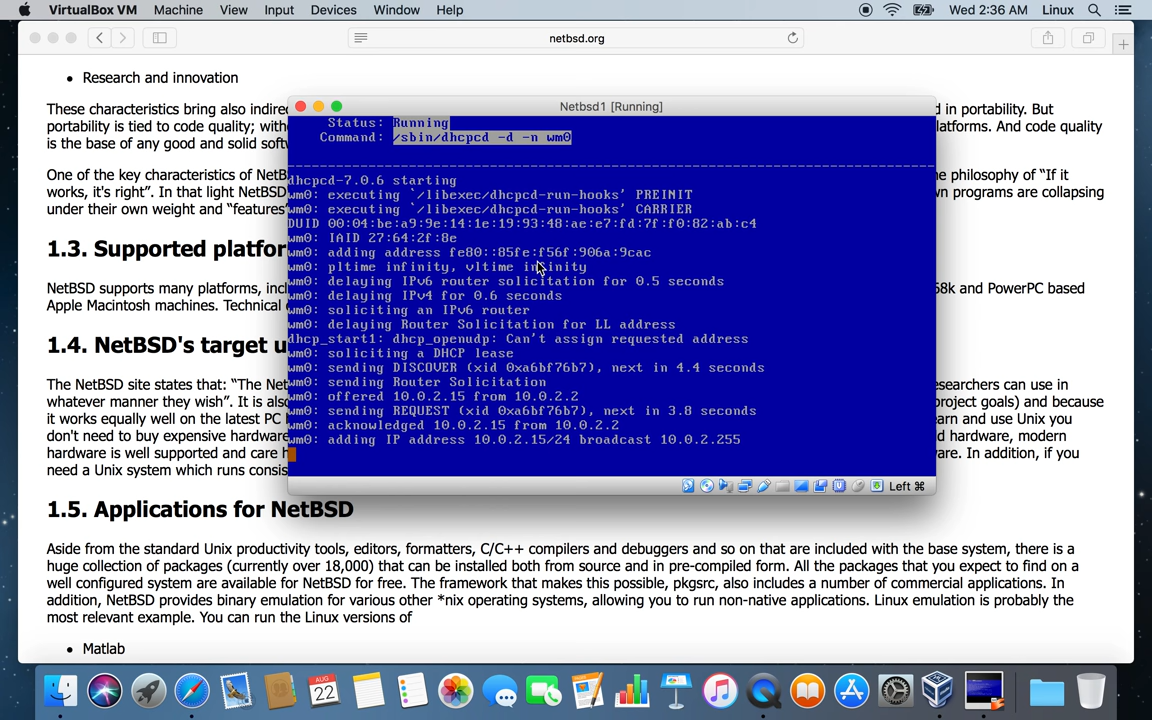 VirtualBox VM Machine View Input Devices Window Help Wed 2:36 AM Linux
netbsd.org
• Research and innovation
These characteristics bring also indire d in portability. But
portability is tied to code quality; with latforms. And code quality
is the base of any good and solid softw
One of the key characteristics of NetB e philosophy of “If it
works, it's right”. In that light NetBSD wn programs are collapsing
under their own weight and “features
1.3. Supported platfor
NetBSD supports many platforms, incl 68k and PowerPC based
Apple Macintosh machines. Technical
1.4. NetBSD's target u
The NetBSD site states that: “The Net esearchers can use in
whatever manner they wish”. It is also project goals) and because
it works equally well on the latest PC earn and use Unix you
don't need to buy expensive hardware d hardware, modern
hardware is well supported and care h are. In addition, if you
need a Unix system which runs consis
Netbsd1 [Running]
Status: Running
Command: /sbin/dhcpcd -d -n wm0
dhcpcd-7.0.6 starting
wm0: executing `/libexec/dhcpcd-run-hooks' PREINIT
wm0: executing `/libexec/dhcpcd-run-hooks' CARRIER
DUID 00:04:be:a9:9e:14:1e:19:93:48:ae:e7:fd:7f:f0:82:ab:c4
wm0: IAID 27:64:2f:8e
wm0: adding address fe80::85fe:f56f:906a:9cac
wm0: pltime infinity, vltime infinity
wm0: delaying IPv6 router solicitation for 0.5 seconds
wm0: delaying IPv4 for 0.6 seconds
wm0: soliciting an IPv6 router
wm0: delaying Router Solicitation for LL address
dhcp_start1: dhcp_openudp: Can't assign requested address
wm0: soliciting a DHCP lease
wm0: sending DISCOVER (xid 0xa6bf76b7), next in 4.4 seconds
wm0: sending Router Solicitation
wm0: offered 10.0.2.15 from 10.0.2.2
wm0: sending REQUEST (xid 0xa6bf76b7), next in 3.8 seconds
wm0: acknowledged 10.0.2.15 from 10.0.2.2
wm0: adding IP address 10.0.2.15/24 broadcast 10.0.2.255
Left ⌘
1.5. Applications for NetBSD
Aside from the standard Unix productivity tools, editors, formatters, C/C++ compilers and debuggers and so on that are included with the base system, there is a
huge collection of packages (currently over 18,000) that can be installed both from source and in pre-compiled form. All the packages that you expect to find on a
well configured system are available for NetBSD for free. The framework that makes this possible, pkgsrc, also includes a number of commercial applications. In
addition, NetBSD provides binary emulation for various other *nix operating systems, allowing you to run non-native applications. Linux emulation is probably the
most relevant example. You can run the Linux versions of
• Matlab
AUG
22